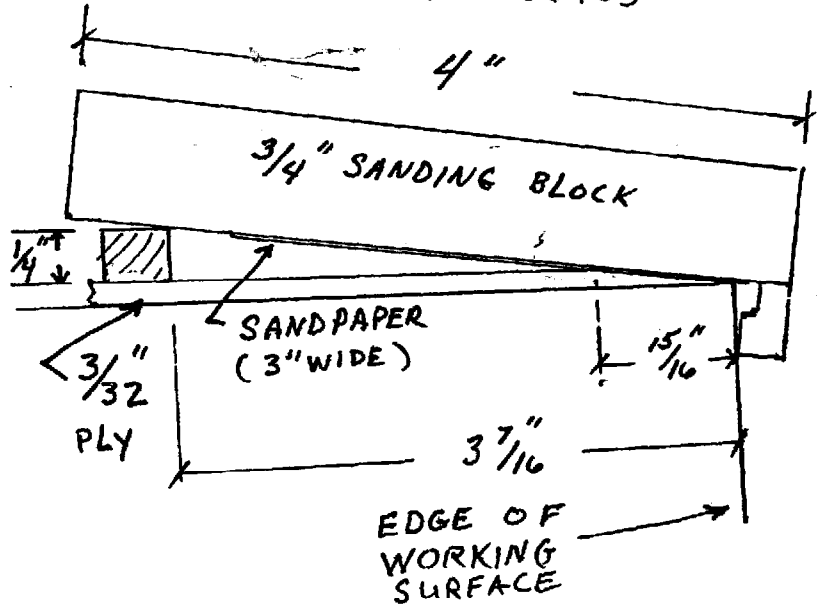 4"
3/4" SANDING BLOCK
1/4"
SANDPAPER
(3" WIDE)
15/16"
3/32"
PLY
3 7/16"
EDGE OF
WORKING
SURFACE